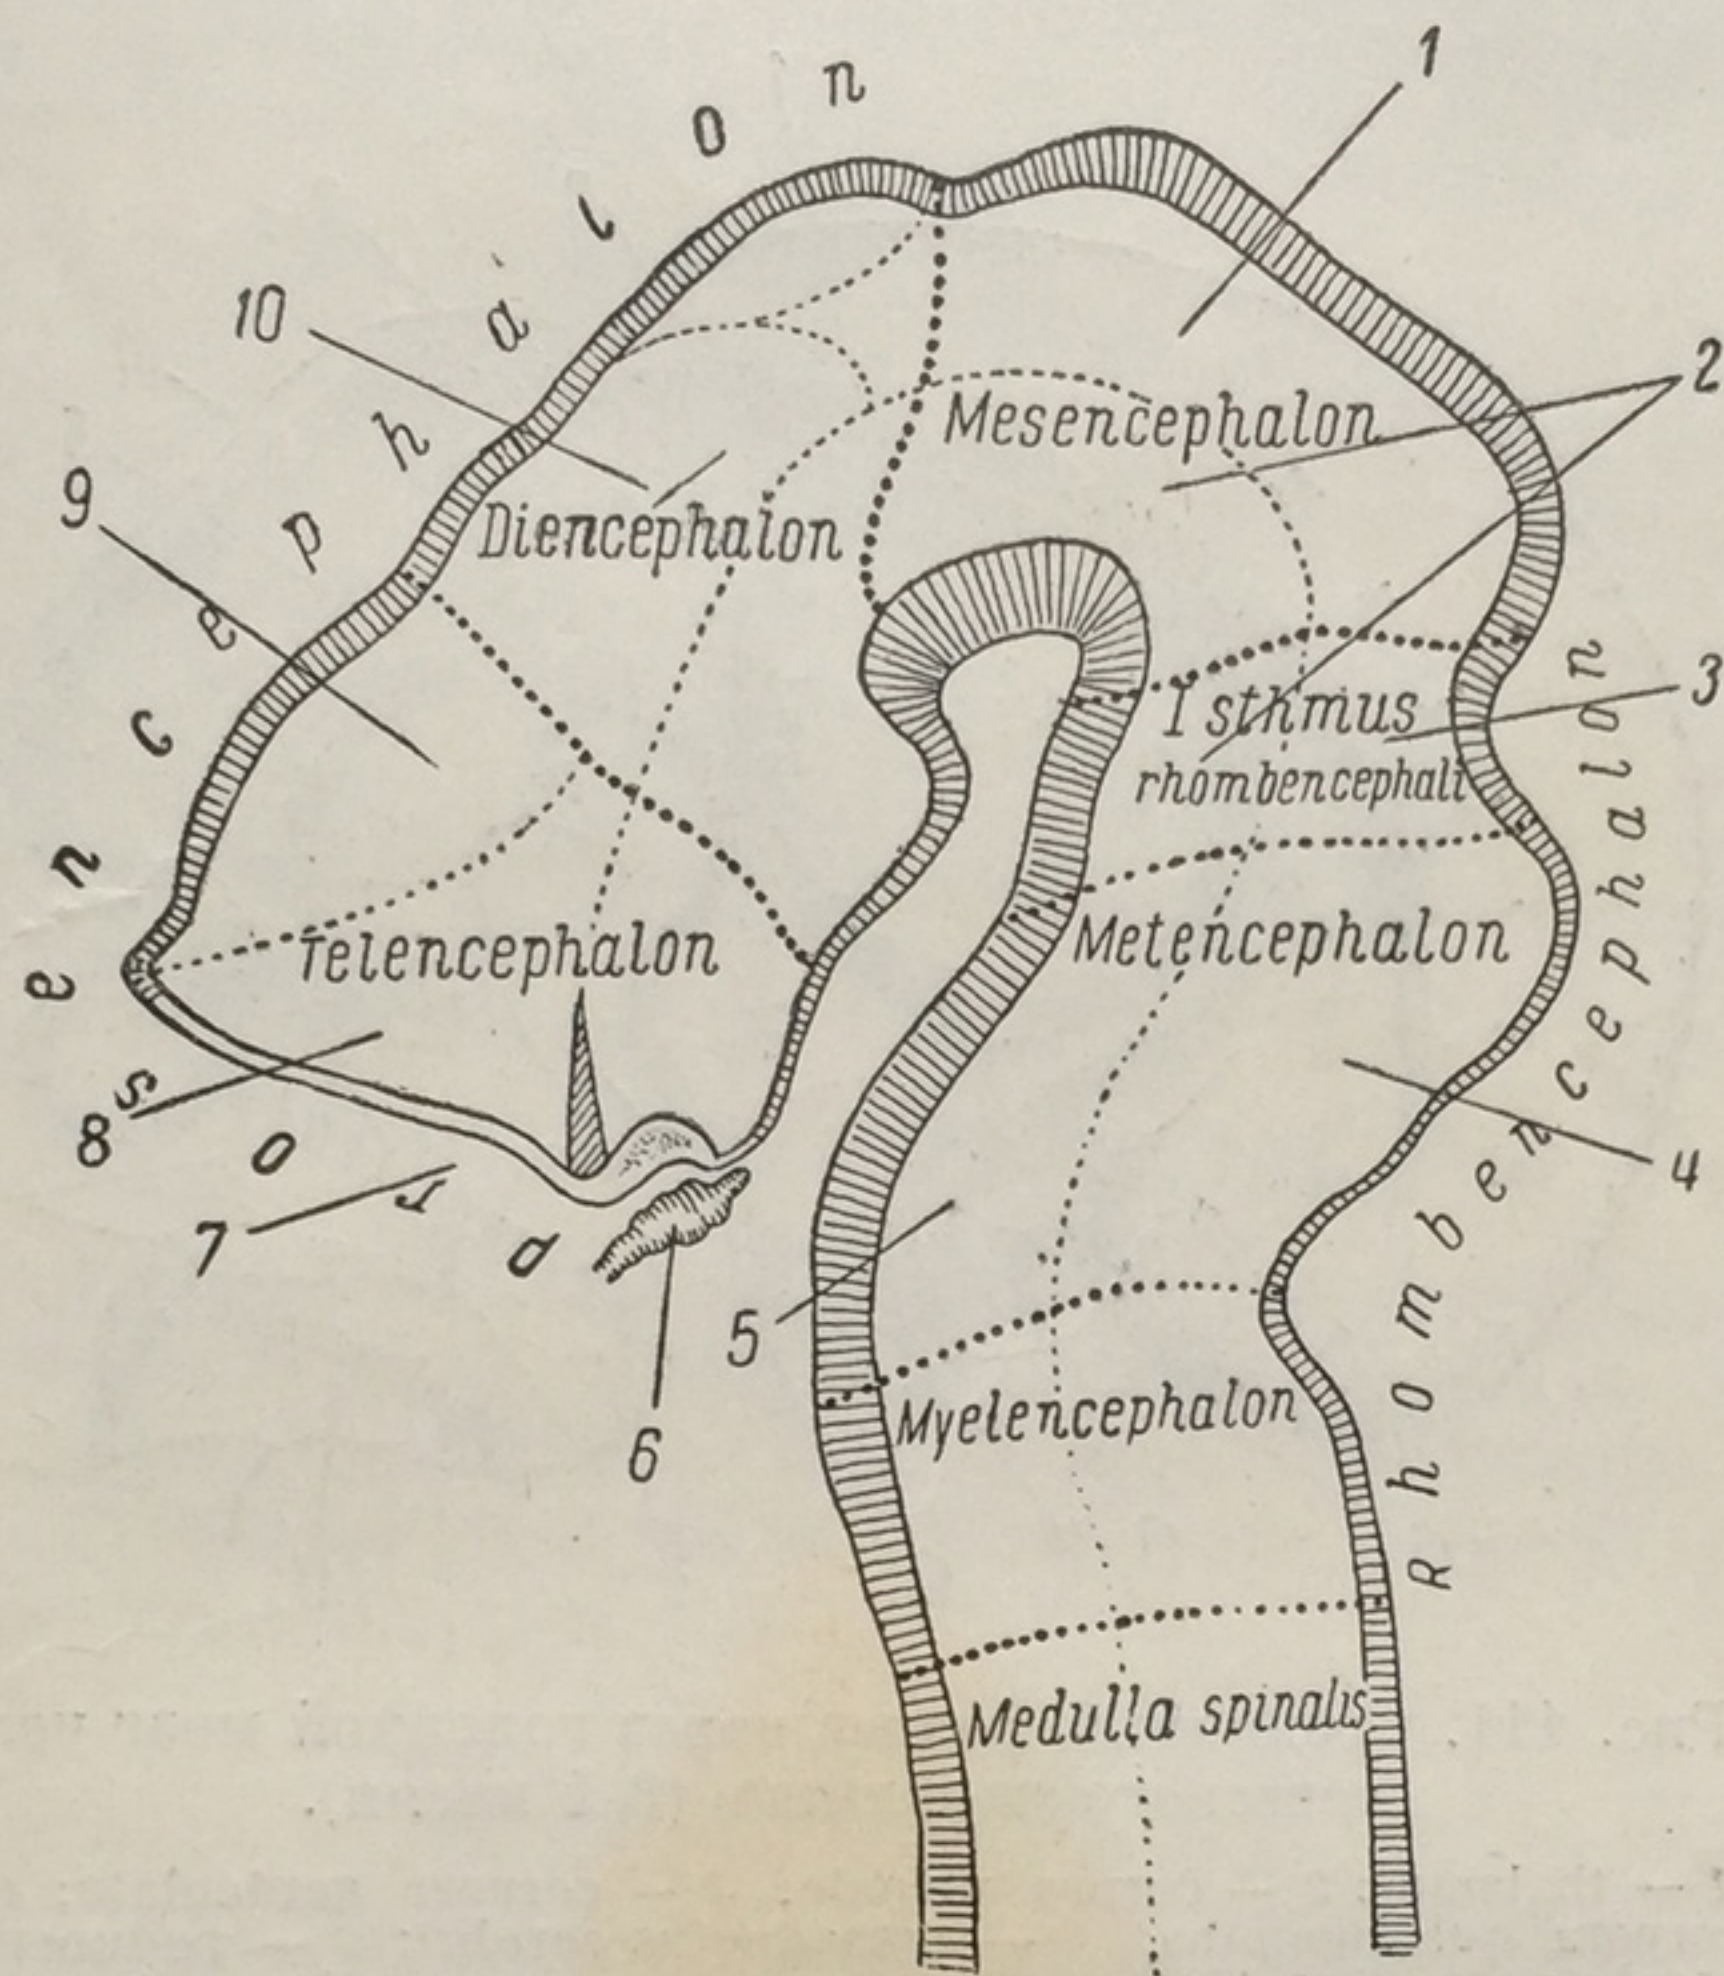 1
Prosencephalon
10
2
Mesencephalon
9
Diencephalon
3
Isthmus
rhombencephali
Rhombencephalon
Telencephalon
Metencephalon
8
7
4
5
6
Myelencephalon
Medulla spinalis